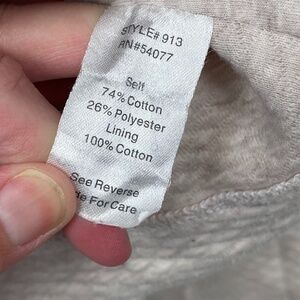 STYLE# 913
RN#54077
Self
74% Cotton
26% Polyester
Lining
100% Cotton
See Reverse
For Care